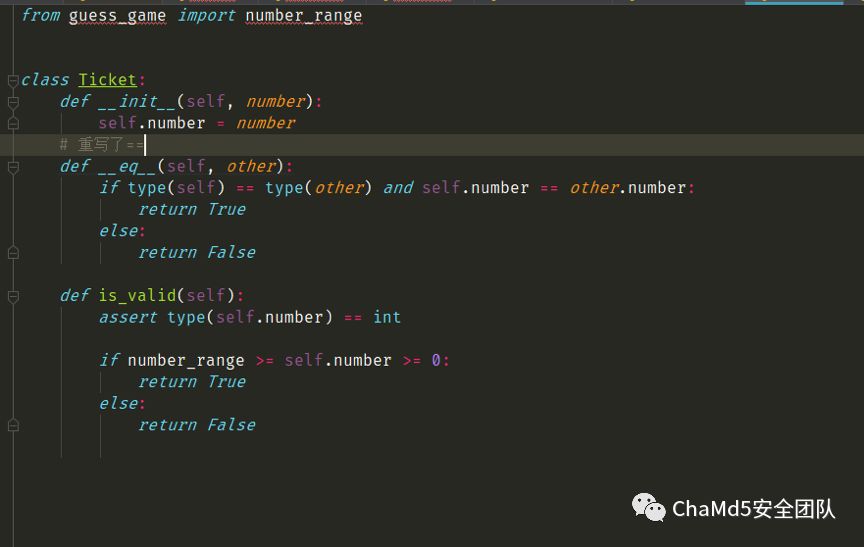 from guess_game import number_range
class Ticket:
def __init__(self, number):
self.number = number
# 重写了==
def __eq__(self, other):
if type(self) == type(other) and self.number == other.number:
return True
else:
return False
def is_valid(self):
assert type(self.number) == int
if number_range >= self.number >= 0:
return True
else:
return False
ChaMd5安全团队